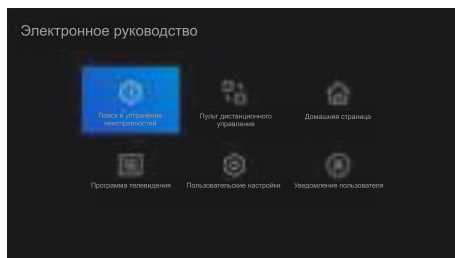 Электронное руководство
Поиск и устранение
неисправностей
Пульт дистанционного
управления
Домашняя страница
Программа телевидения
Пользовательские настройки
Уведомление пользователя